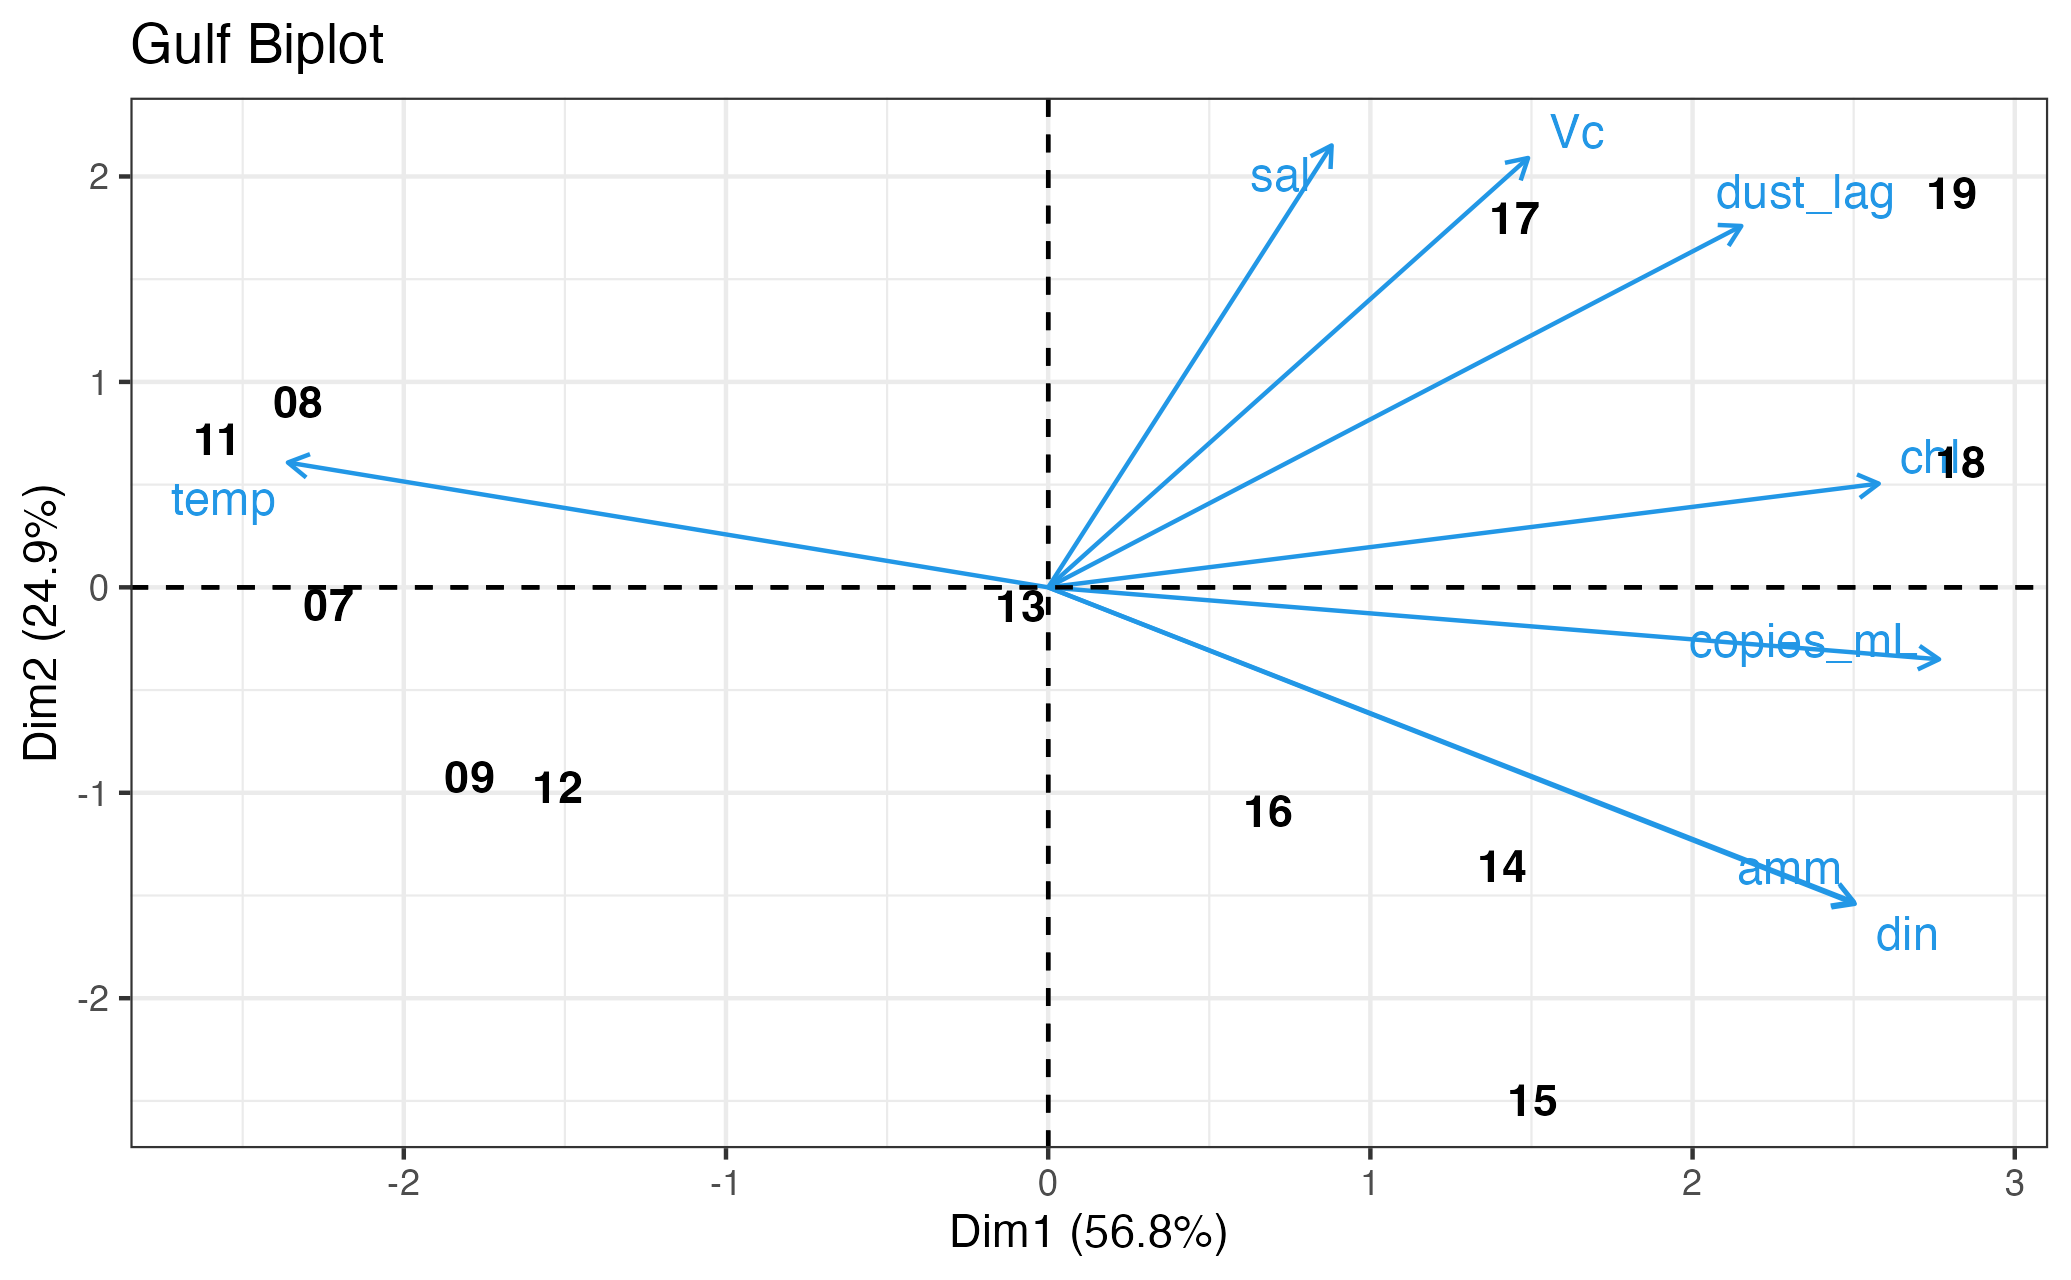 Gulf Biplot
Vc
sal
dust_lag
19
17
2
1
08
11
chl
18
temp
0
07
13
copies_mL
09
12
-1
16
14
amm
din
-2
15
-2
-1
0
1
2
3
Dim1 (56.8%)
Dim2 (24.9%)